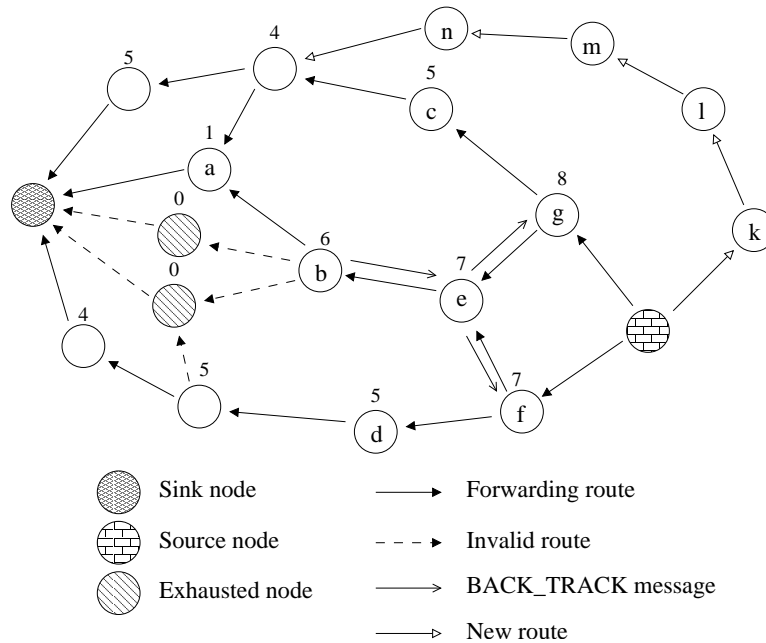 n
4
m
5
5
c
l
1
a
8
0
g
k
6
b
0
7
e
4
5
7
5
f
d
Sink node
Forwarding route
Source node
Invalid route
Exhausted node
BACK_TRACK message
New route